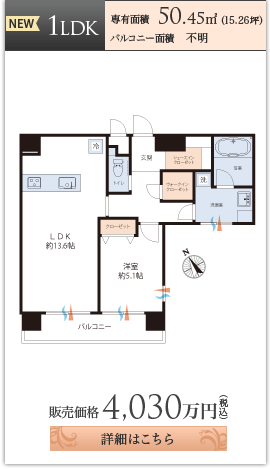 NEW 1LDK
専有面積 50.45㎡ (15.26坪)
バルコニー面積 不明
冷
玄関
シューズイン
クローゼット
浴室
トイレ
ウォークイン
クローゼット
洗
洗面室
クローゼット
LDK
約13.6帖
洋室
約5.1帖
N
バルコニー
販売価格 4,030万円 (税込)
詳細はこちら